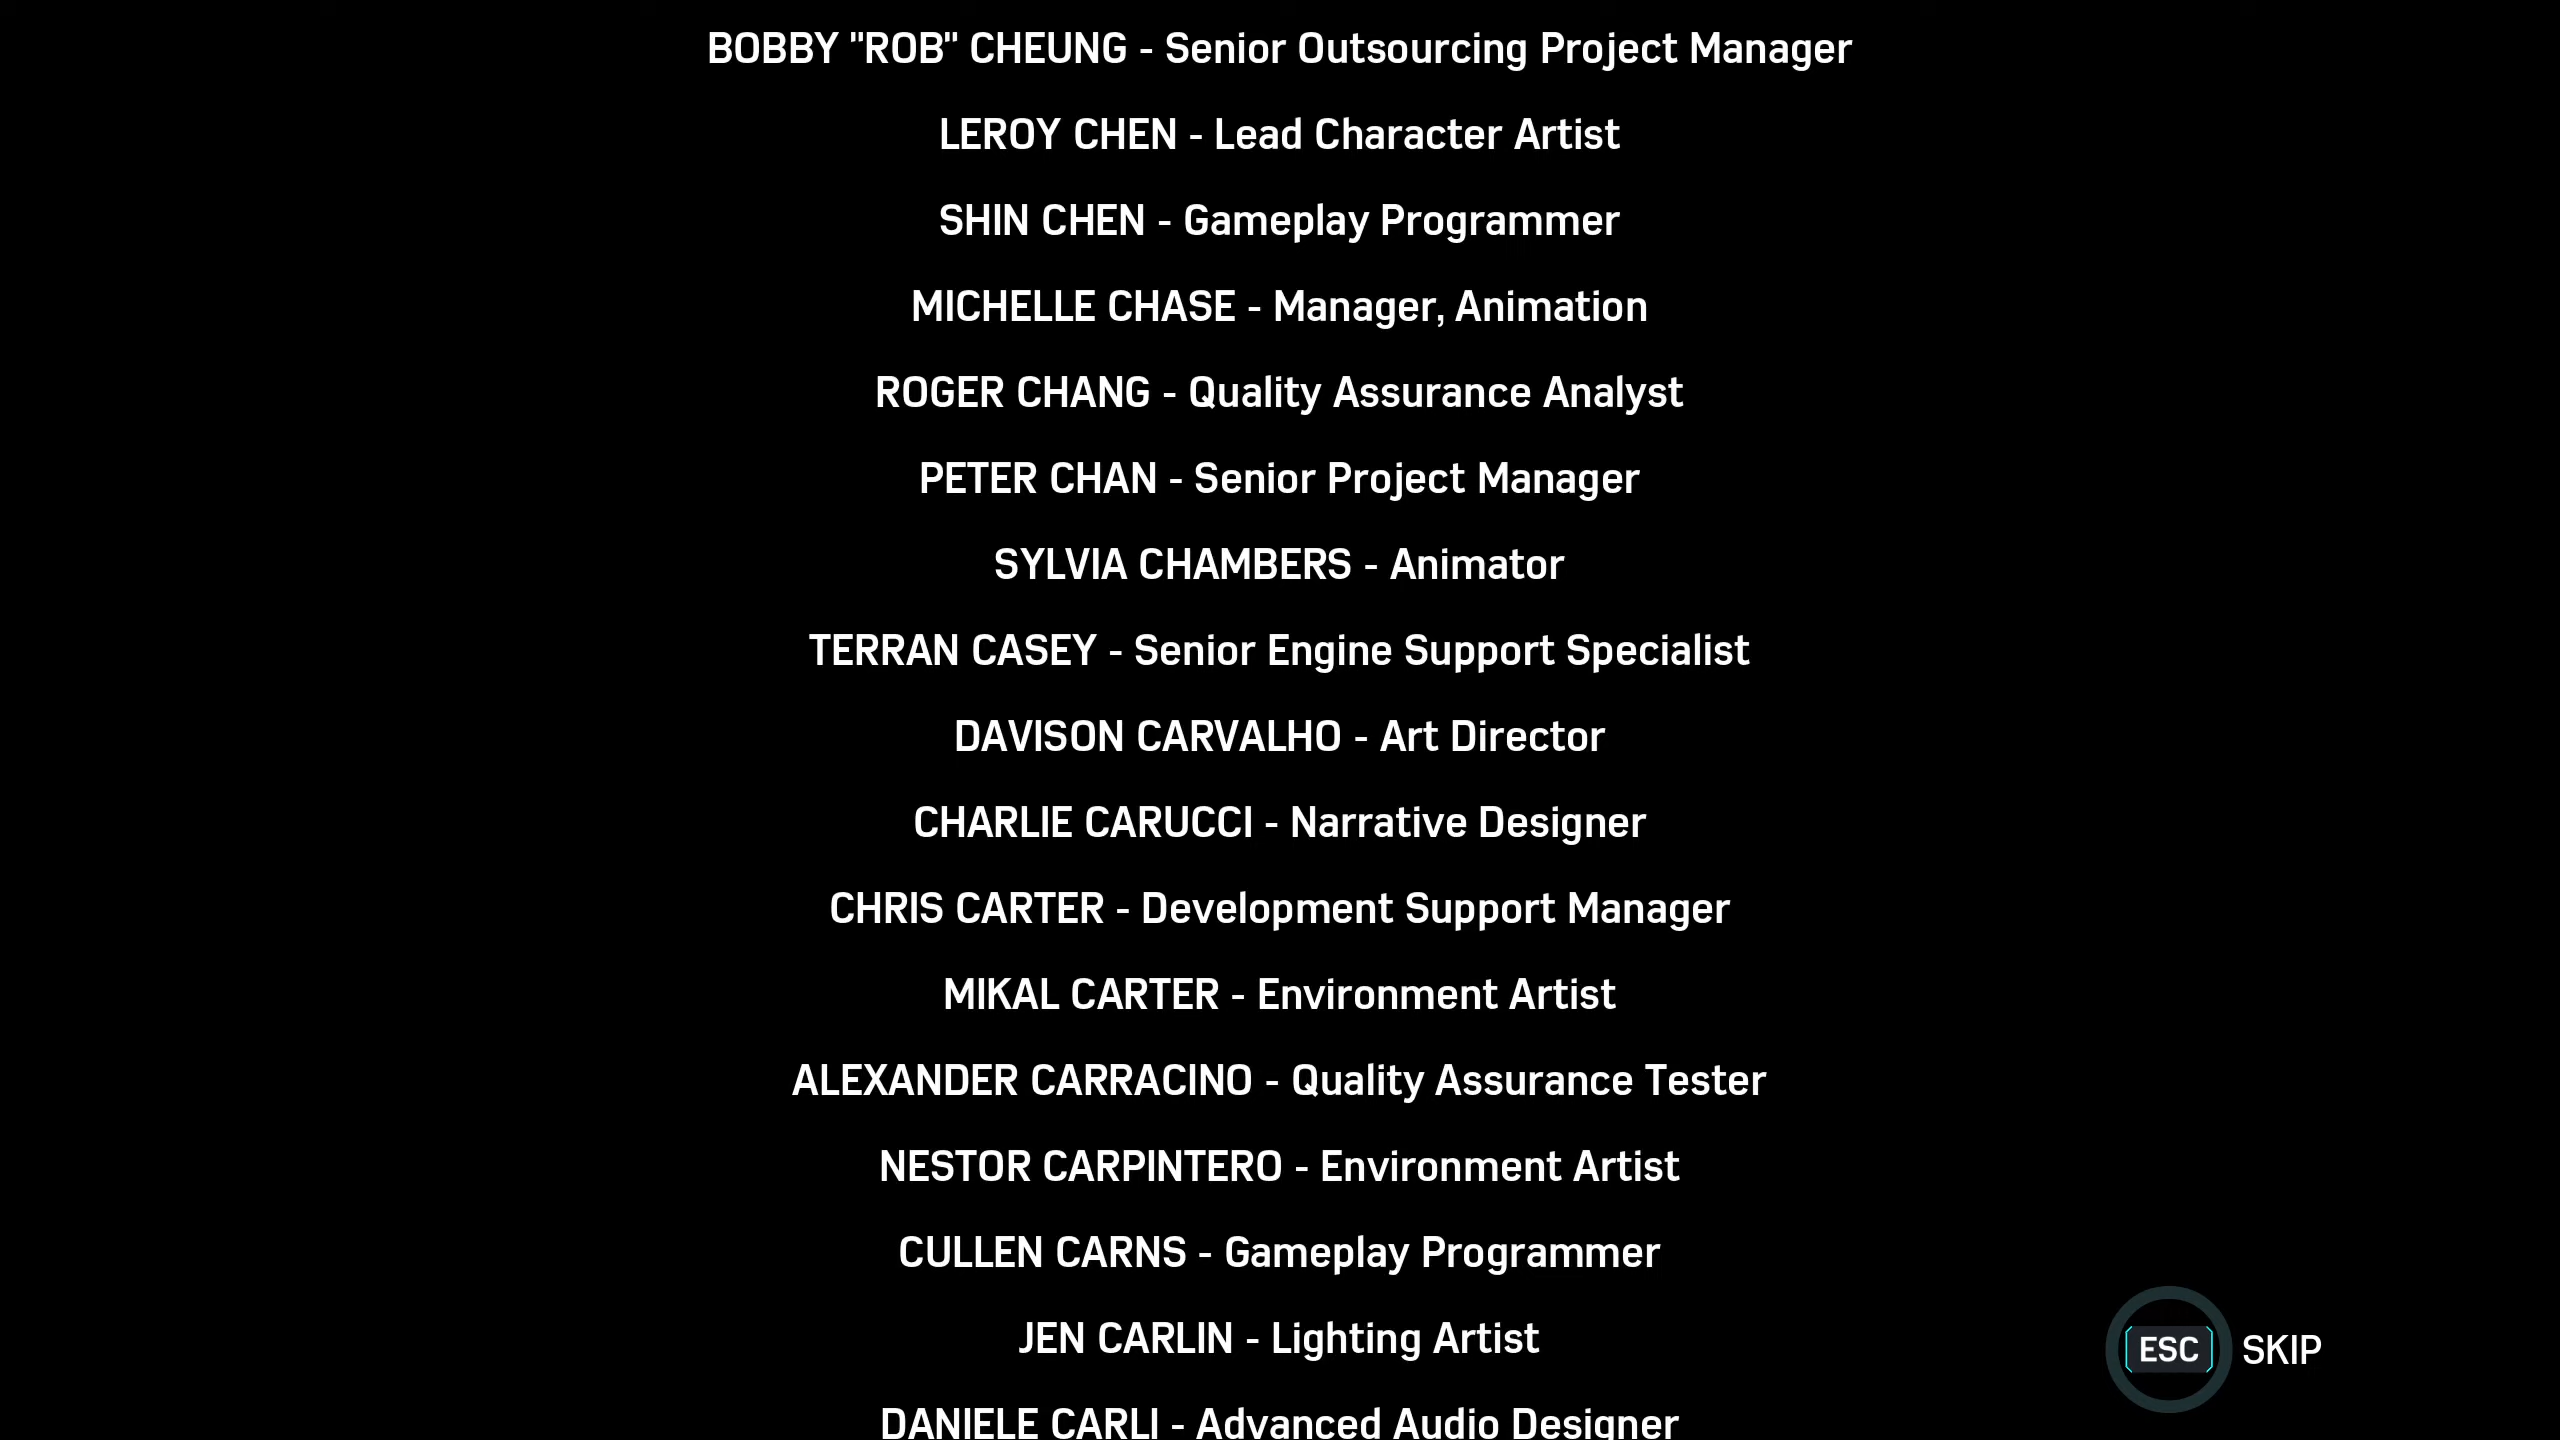 BOBBY "ROB" CHEUNG - Senior Outsourcing Project Manager
LEROY CHEN - Lead Character Artist
SHIN CHEN - Gameplay Programmer
MICHELLE CHASE - Manager, Animation
ROGER CHANG - Quality Assurance Analyst
PETER CHAN - Senior Project Manager
SYLVIA CHAMBERS - Animator
TERRAN CASEY - Senior Engine Support Specialist
DAVISON CARVALHO - Art Director
CHARLIE CARUCCI - Narrative Designer
CHRIS CARTER - Development Support Manager
MIKAL CARTER - Environment Artist
ALEXANDER CARRACINO - Quality Assurance Tester
NESTOR CARPINTERO - Environment Artist
CULLEN CARNS - Gameplay Programmer
JEN CARLIN - Lighting Artist
ESC SKIP
DANIELE CARLI - Advanced Audio Designer